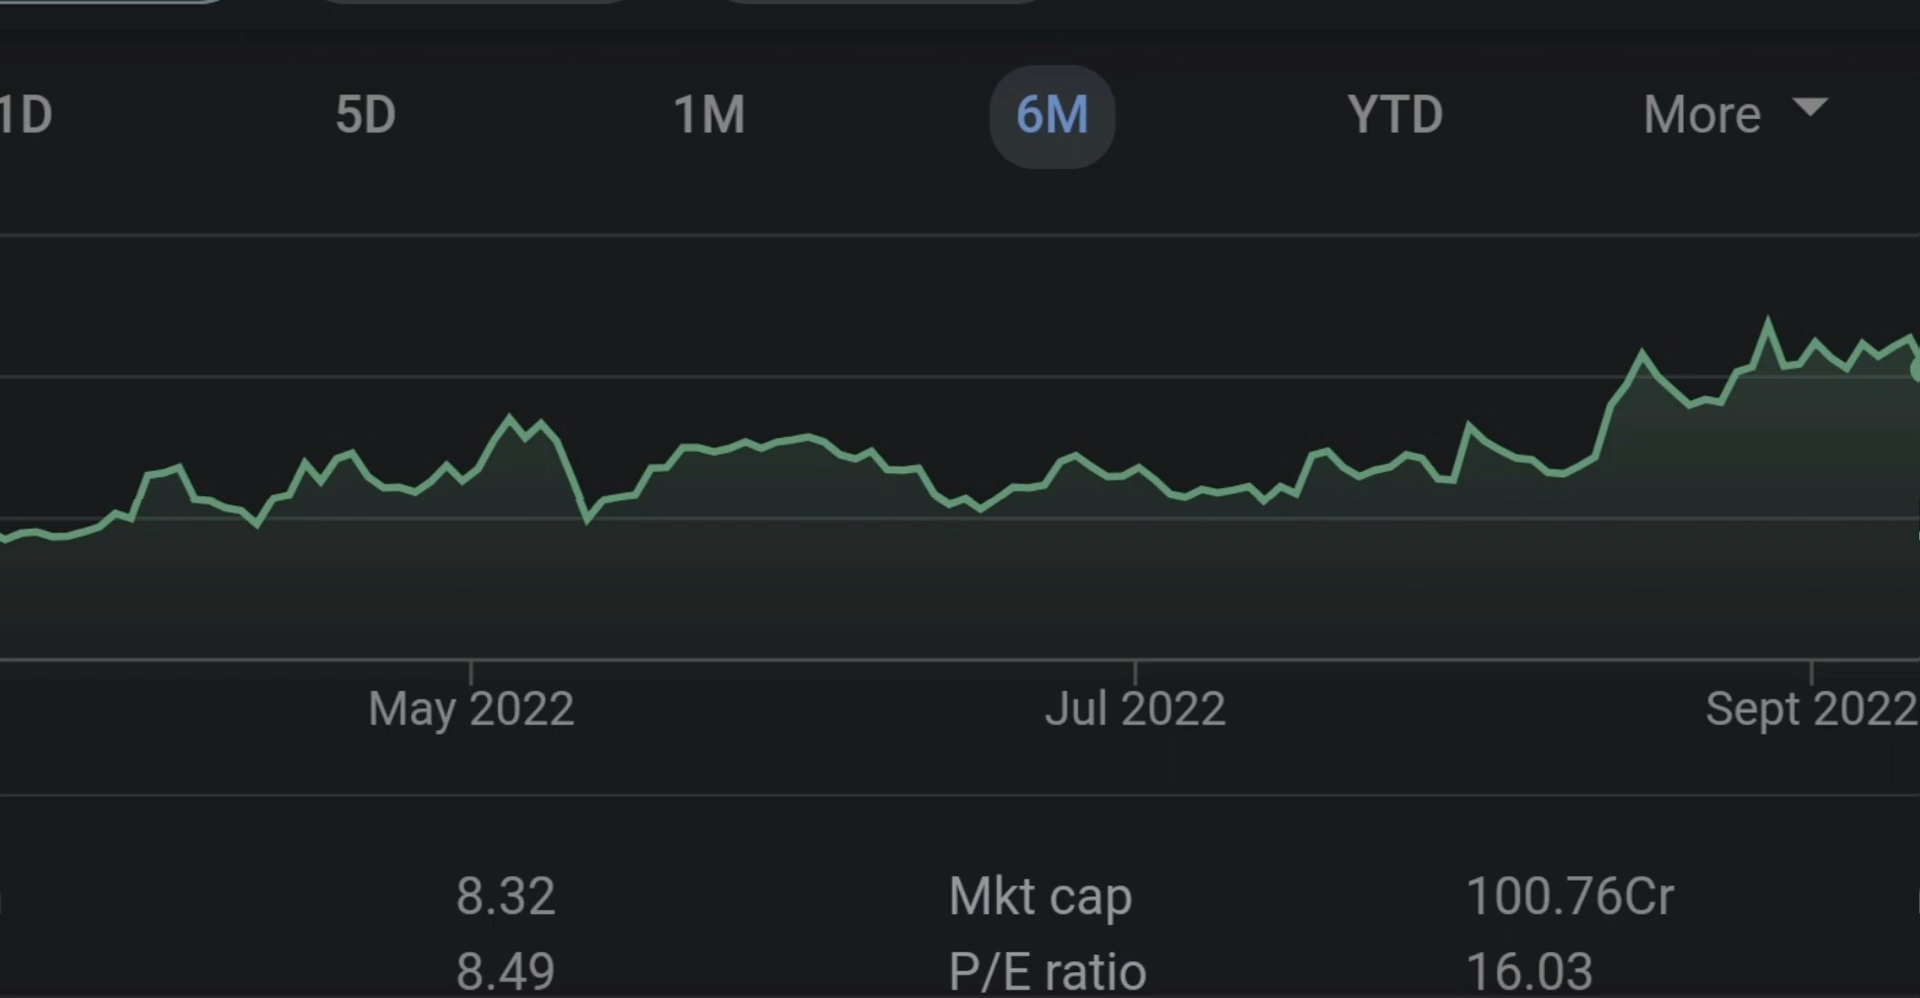 1D 5D 1M 6M YTD More
May 2022 Jul 2022 Sept 2022
8.32 Mkt cap 100.76Cr
8.49 P/E ratio 16.03